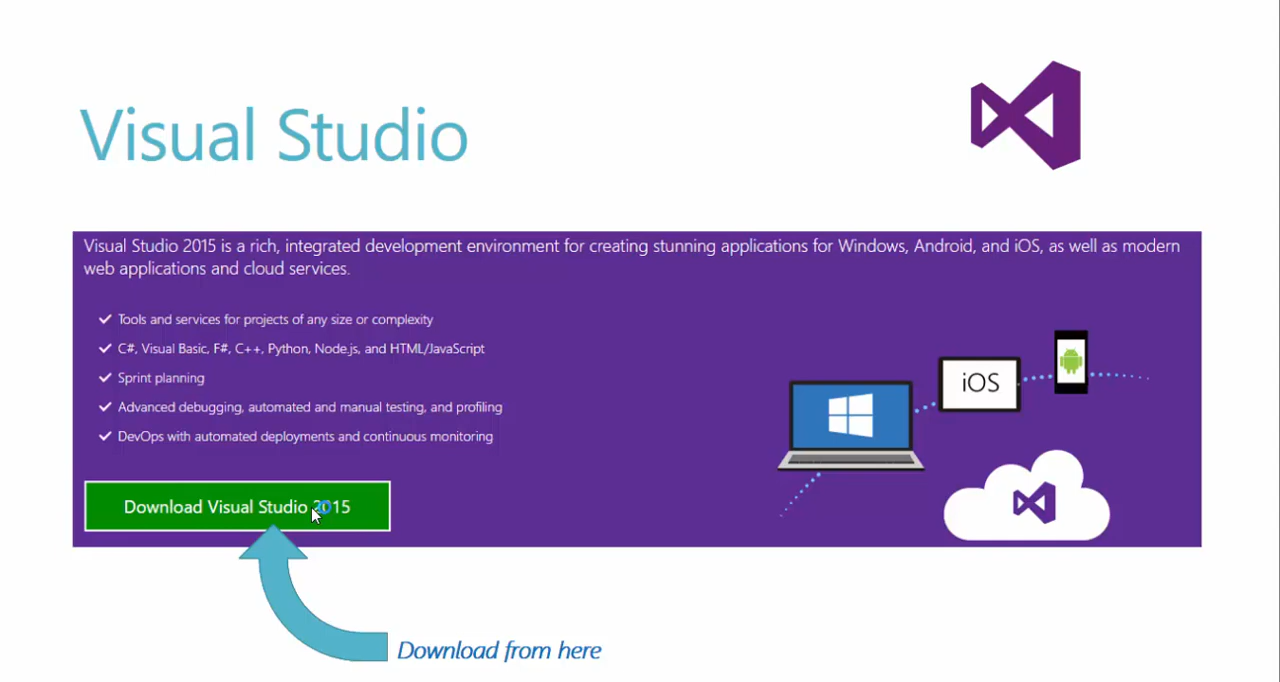 Visual Studio
Visual Studio 2015 is a rich, integrated development environment for creating stunning applications for Windows, Android, and iOS, as well as modern
web applications and cloud services.
Tools and services for projects of any size or complexity
C#, Visual Basic, F#, C++, Python, Node.js, and HTML/JavaScript
Sprint planning
Advanced debugging, automated and manual testing, and profiling
DevOps with automated deployments and continuous monitoring
iOS
Download Visual Studio 2015
Download from here